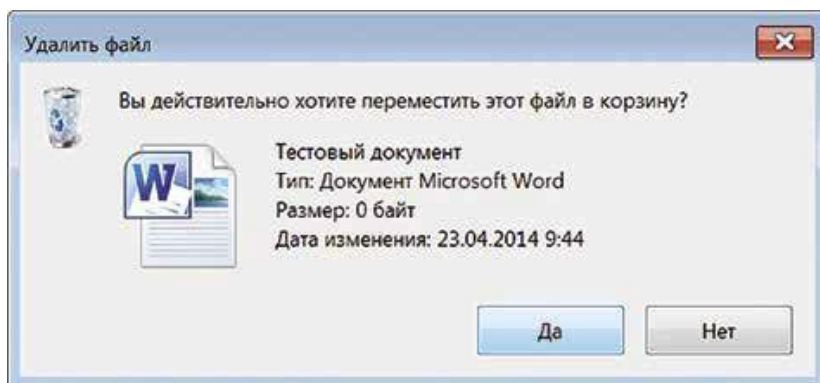 Удалить файл
Вы действительно хотите переместить этот файл в корзину?
Тестовый документ
Тип: Документ Microsoft Word
Размер: 0 байт
Дата изменения: 23.04.2014 9:44
Да
Нет